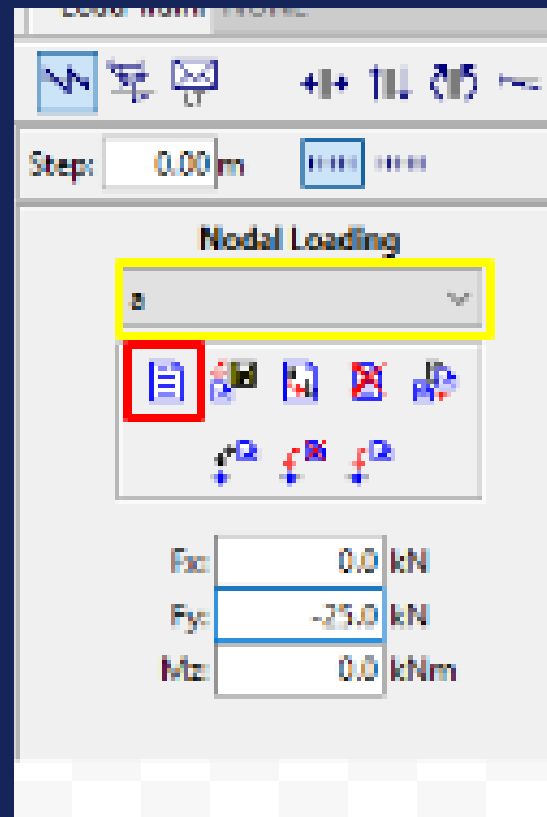 Step: 0.00 m
Nodal Loading
a
Fx: 0.0 kN
Fy: -25.0 kN
Mz: 0.0 kNm